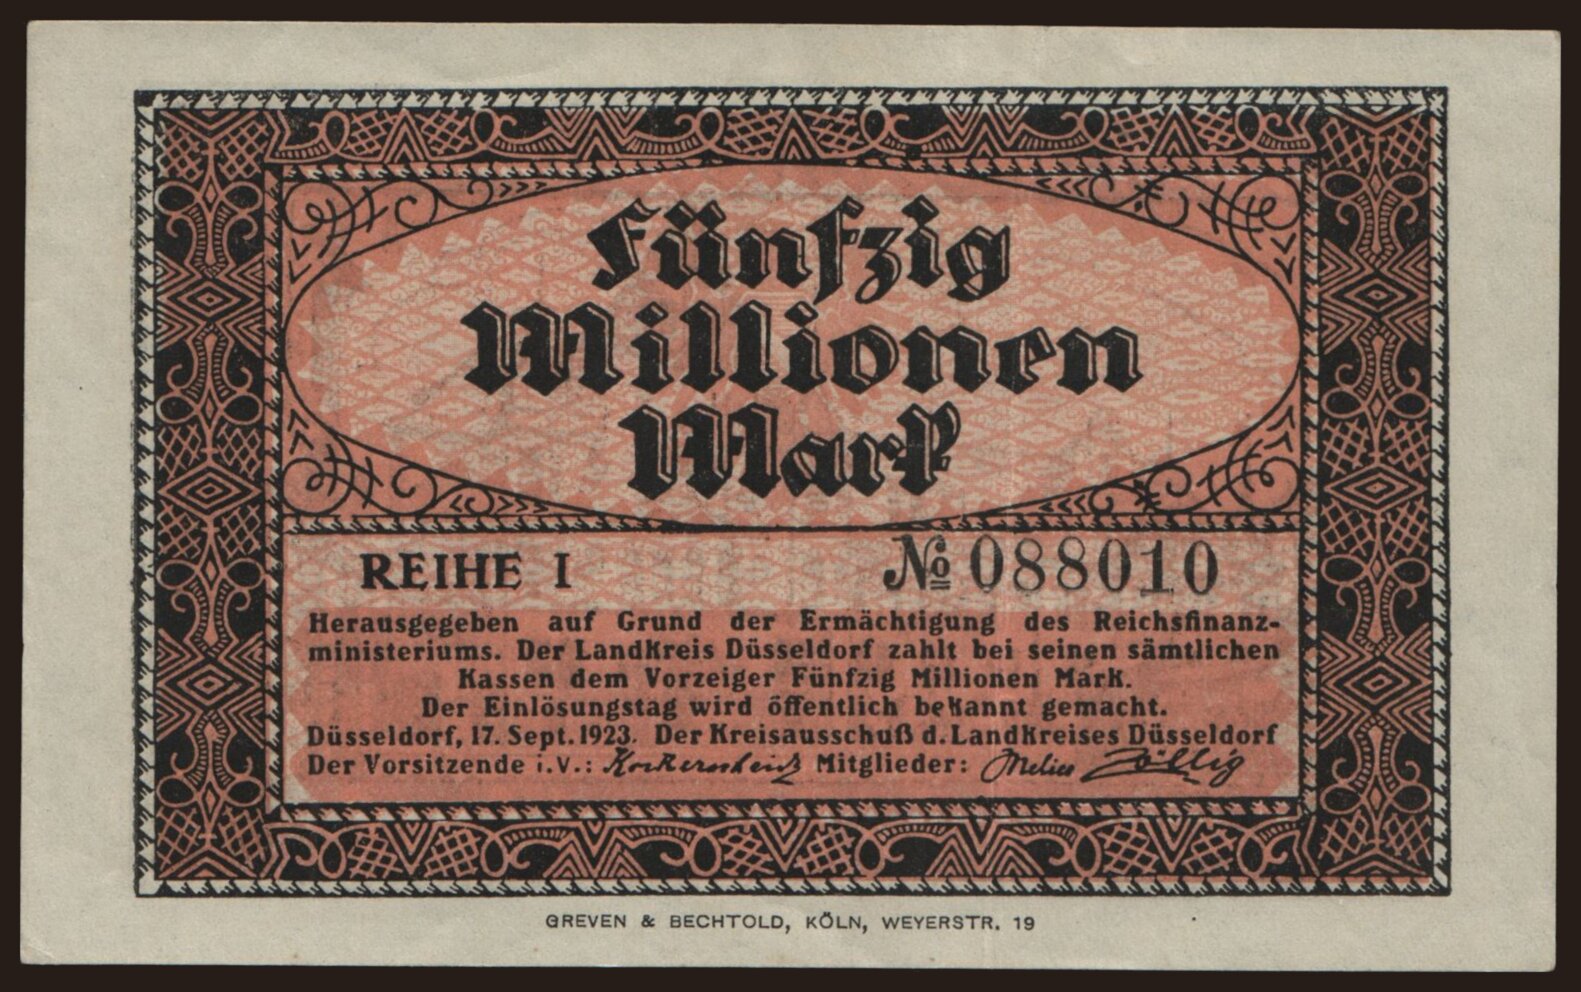 Fünfzig
Millionen
Mark
REIHE I № 088010
Herausgegeben auf Grund der Ermächtigung des Reichsfinanz-
ministeriums. Der Landkreis Düsseldorf zahlt bei seinen sämtlichen
Kassen dem Vorzeiger Fünfzig Millionen Mark.
Der Einlösungstag wird öffentlich bekannt gemacht.
Düsseldorf, 17. Sept. 1923. Der Kreisausschuß d. Landkreises Düsseldorf
Der Vorsitzende i.V.: Mitglieder: Zöllig
GREVEN & BECHTOLD, KÖLN, WEYERSTR. 19